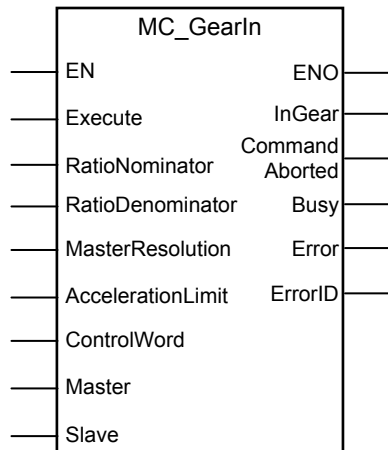 MC_GearIn
EN
ENO
Execute
InGear
Command
Aborted
RatioNominator
RatioDenominator
Busy
MasterResolution
Error
AccelerationLimit
ErrorID
ControlWord
Master
Slave